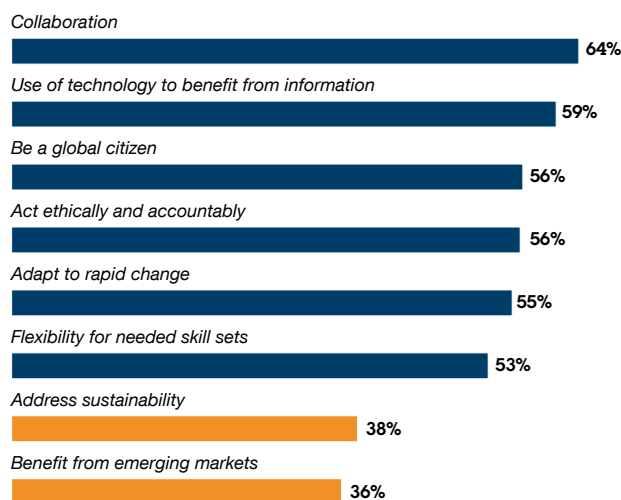 Collaboration
64%
Use of technology to benefit from information
59%
Be a global citizen
56%
Act ethically and accountably
56%
Adapt to rapid change
55%
Flexibility for needed skill sets
53%
Address sustainability
38%
Benefit from emerging markets
36%